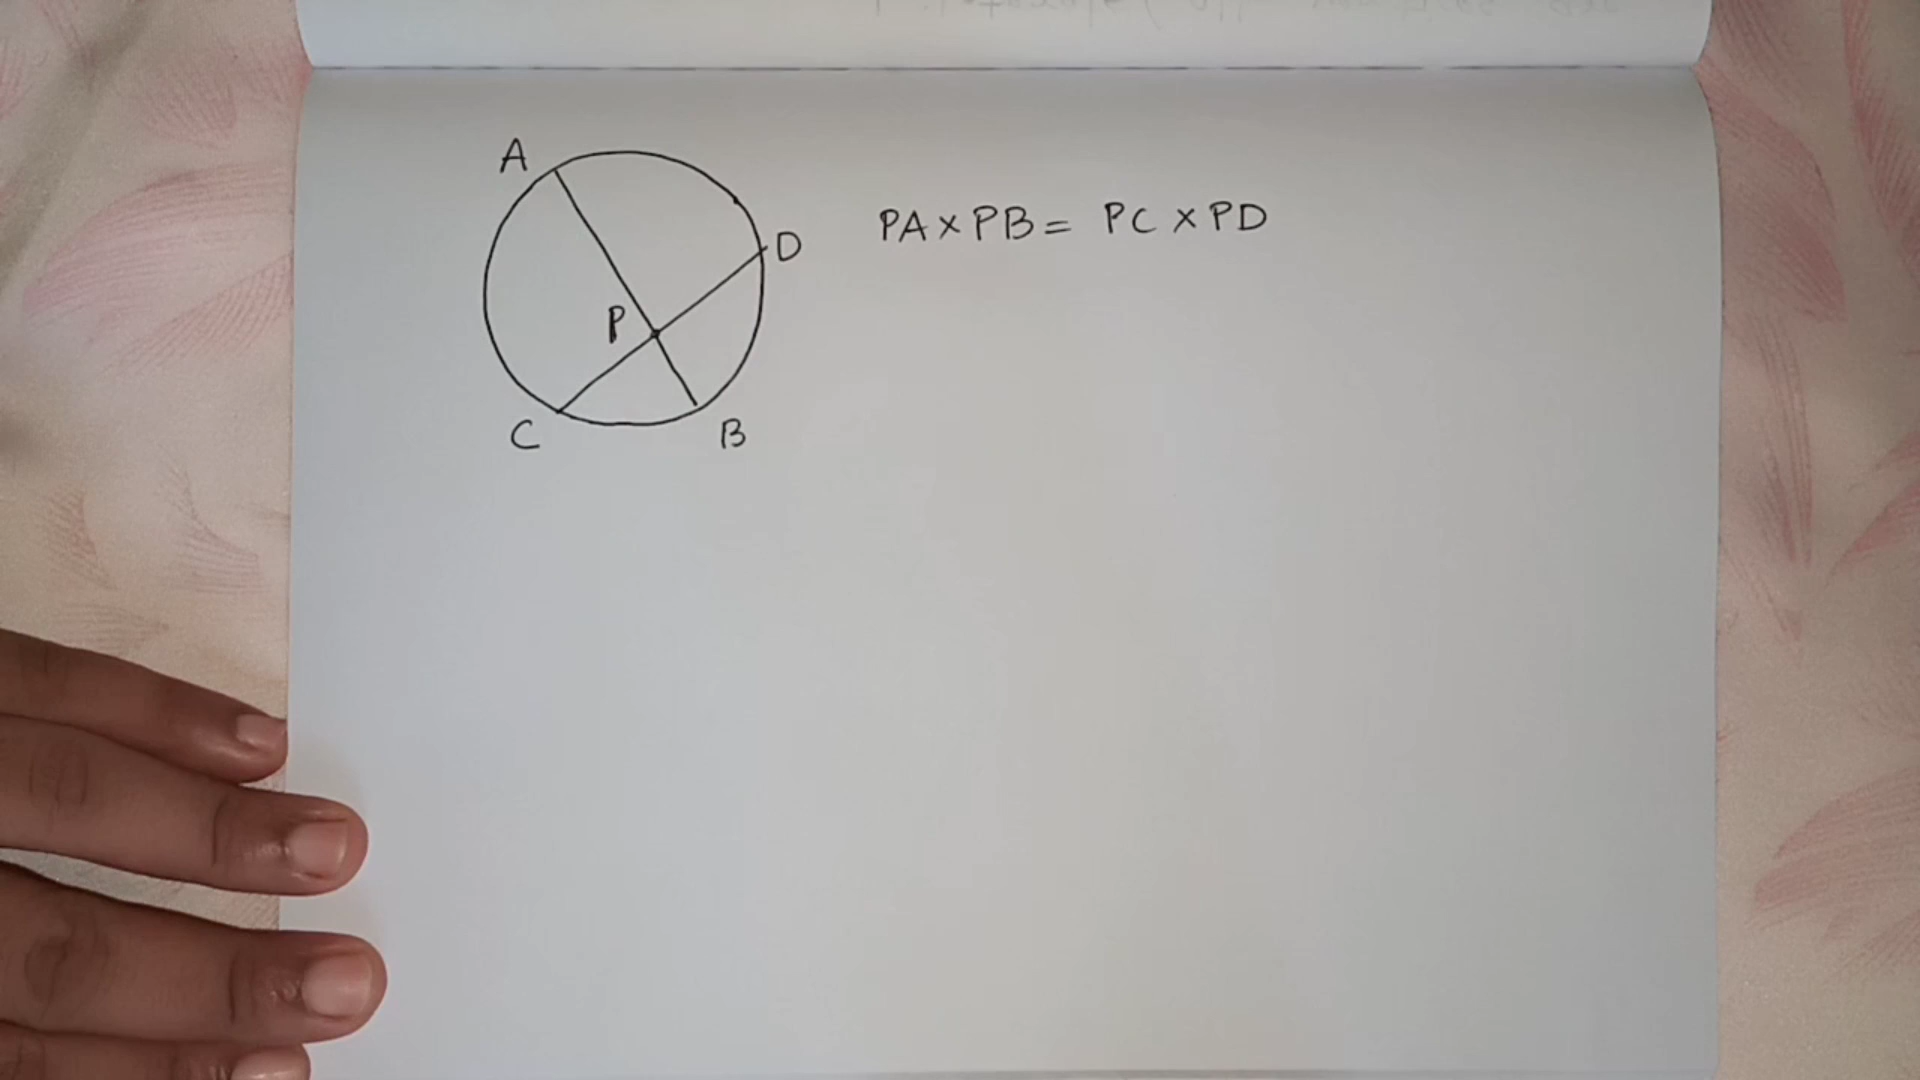 A
D
PA × PB = PC × PD
P
C
B